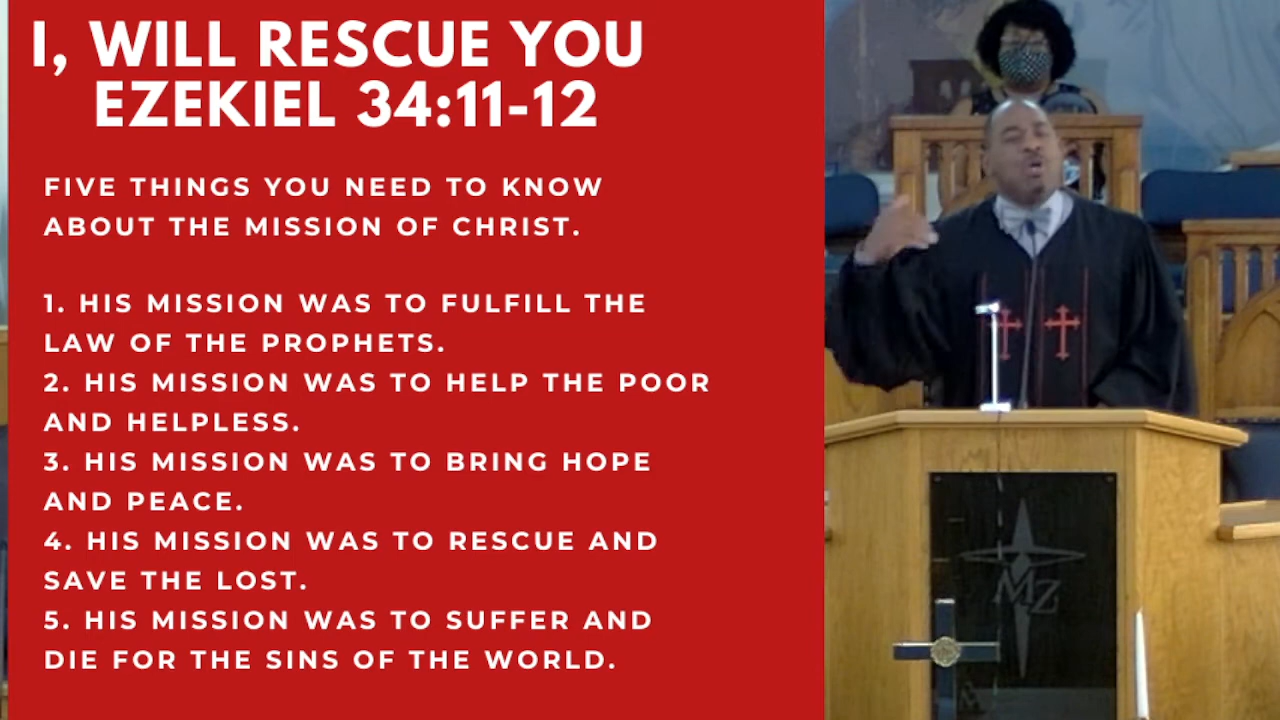 I, WILL RESCUE YOU
EZEKIEL 34:11-12
FIVE THINGS YOU NEED TO KNOW
ABOUT THE MISSION OF CHRIST.
1. HIS MISSION WAS TO FULFILL THE
LAW OF THE PROPHETS.
2. HIS MISSION WAS TO HELP THE POOR
AND HELPLESS.
3. HIS MISSION WAS TO BRING HOPE
AND PEACE.
4. HIS MISSION WAS TO RESCUE AND
SAVE THE LOST.
5. HIS MISSION WAS TO SUFFER AND
DIE FOR THE SINS OF THE WORLD.
MZ